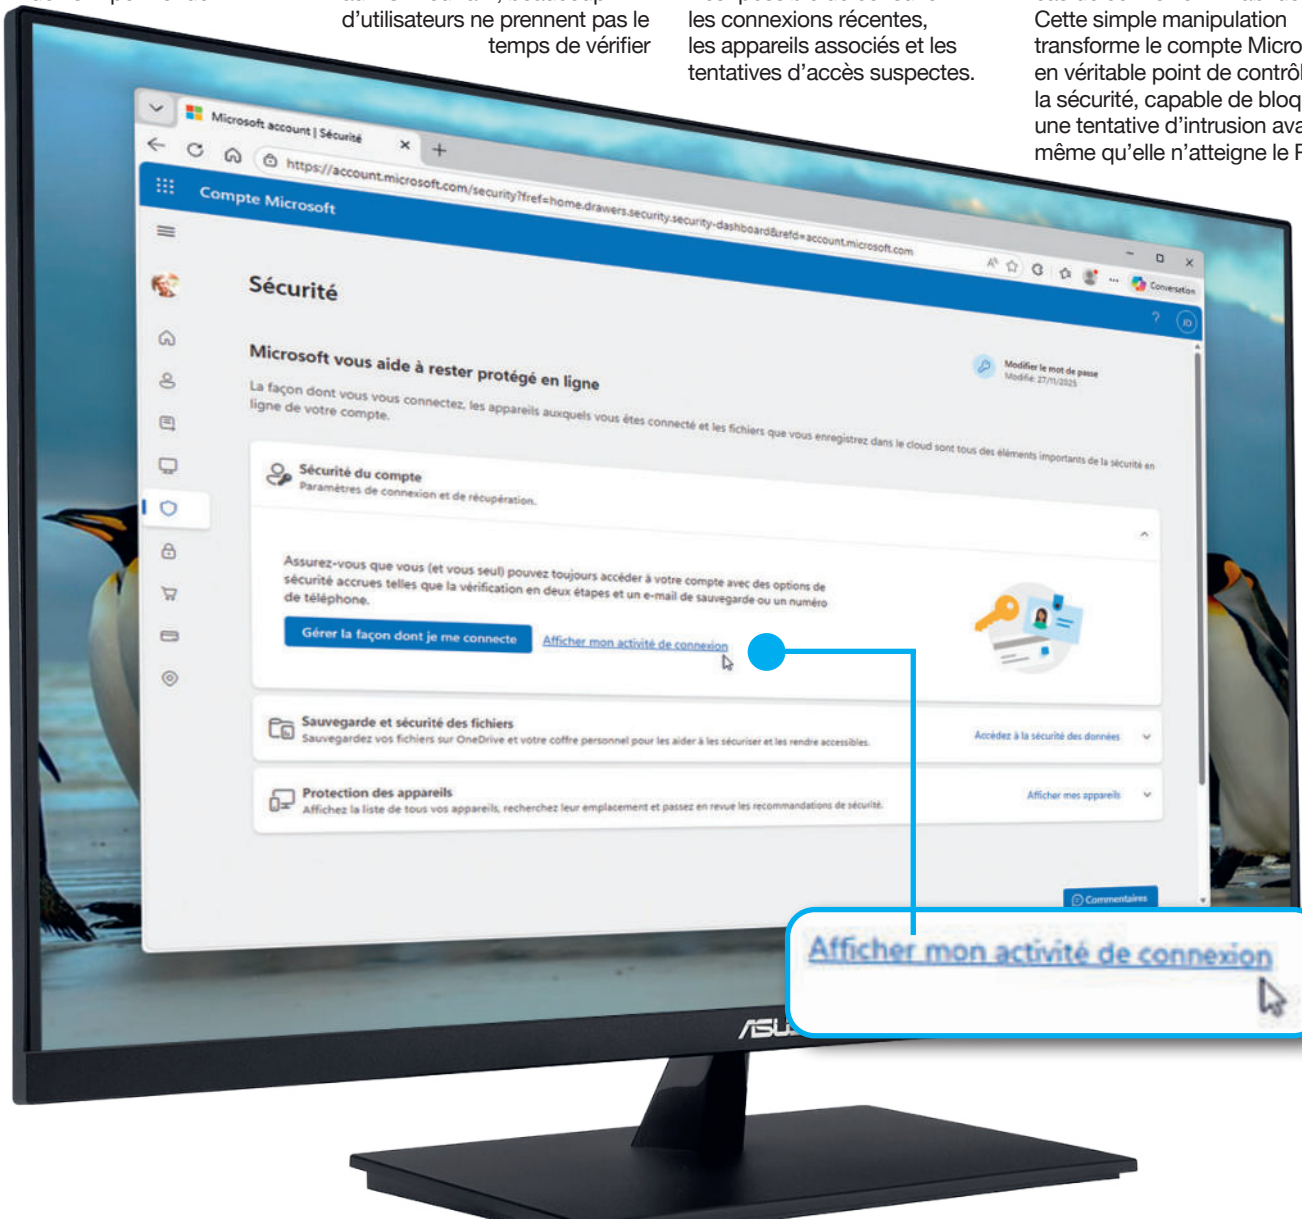 d'utilisateurs ne prennent pas le
temps de vérifier
les connexions récentes,
les appareils associés et les
tentatives d'accès suspectes.
Cette simple manipulation
transforme le compte Micro
en véritable point de contrôl
la sécurité, capable de bloq
une tentative d'intrusion ava
même qu'elle n'atteigne le P
Microsoft account | Sécurité
https://account.microsoft.com/security?fref=home.drawers.security.security-dashboard&refd=account.microsoft.com
Conversation
Compte Microsoft
?
Sécurité
Microsoft vous aide à rester protégé en ligne
Modifier le mot de passe
Modifié 27/11/2025
La façon dont vous vous connectez, les appareils auxquels vous êtes connecté et les fichiers que vous enregistrez dans le cloud sont tous des éléments importants de la sécurité en
ligne de votre compte.
Sécurité du compte
Paramètres de connexion et de récupération.
Assurez-vous que vous (et vous seul) pouvez toujours accéder à votre compte avec des options de
sécurité accrues telles que la vérification en deux étapes et un e-mail de sauvegarde ou un numéro
de téléphone.
Gérer la façon dont je me connecte
Afficher mon activité de connexion
Sauvegarde et sécurité des fichiers
Sauvegardez vos fichiers sur OneDrive et votre coffre personnel pour les aider à les sécuriser et les rendre accessibles.
Accédez à la sécurité des données
Protection des appareils
Affichez la liste de tous vos appareils, recherchez leur emplacement et passez en revue les recommandations de sécurité.
Afficher mes appareils
Commentaires
Afficher mon activité de connexion
ASU